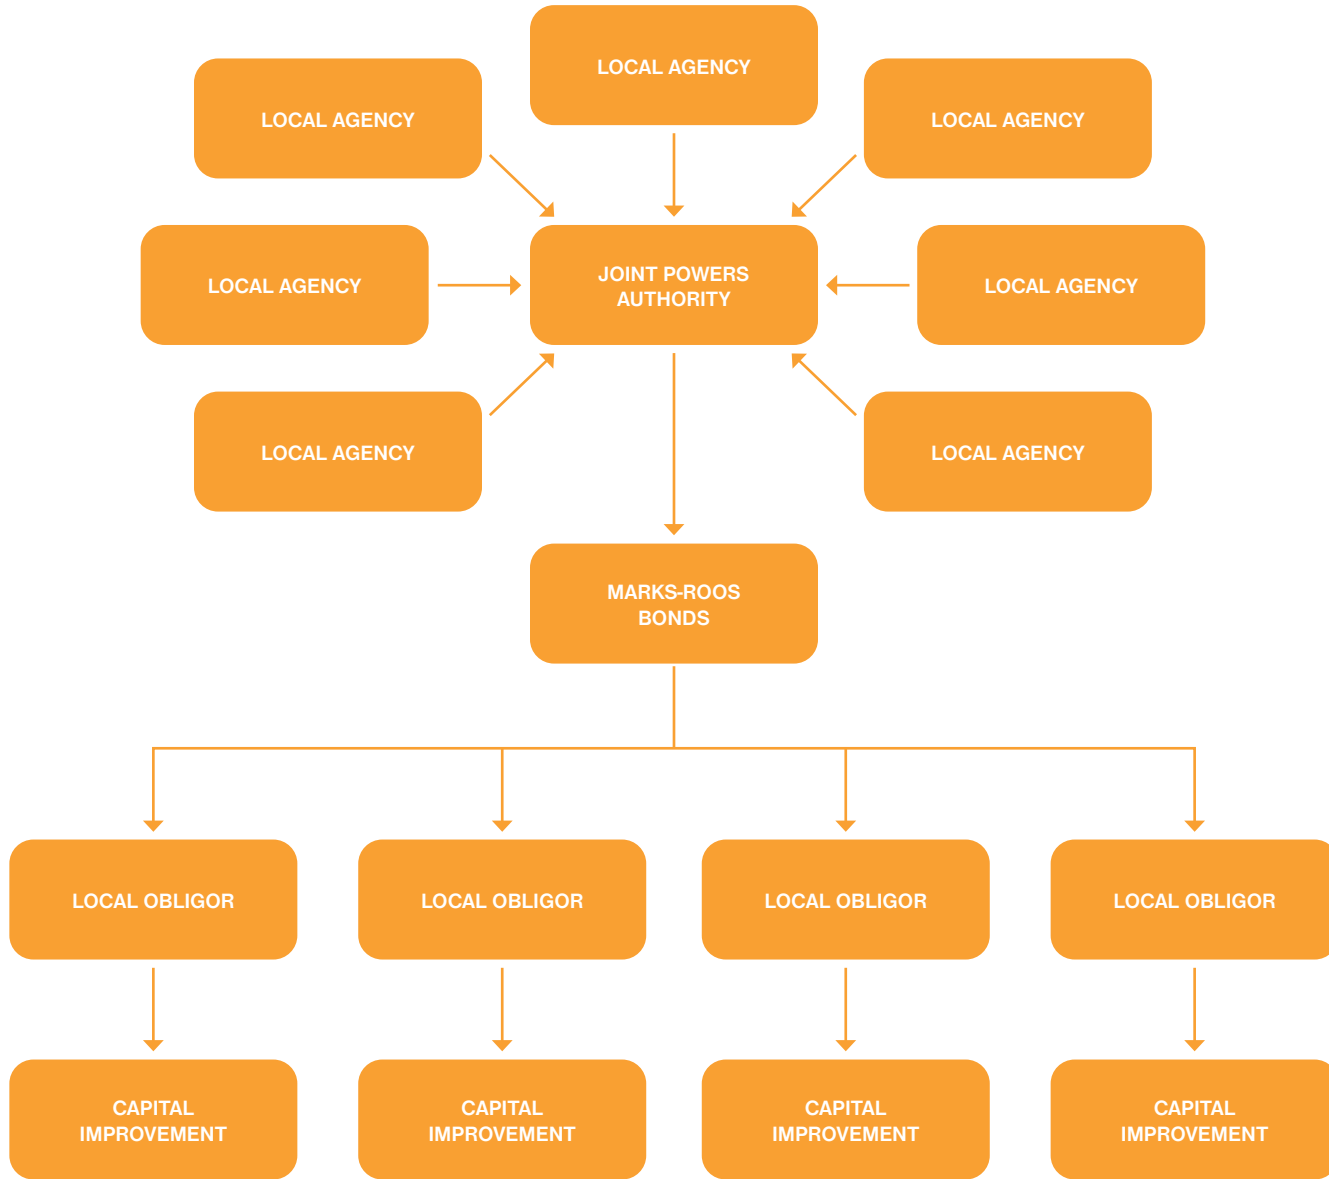 LOCAL AGENCY
LOCAL AGENCY
LOCAL AGENCY
LOCAL AGENCY
JOINT POWERS
AUTHORITY
LOCAL AGENCY
LOCAL AGENCY
LOCAL AGENCY
MARKS-ROOS
BONDS
LOCAL OBLIGOR
LOCAL OBLIGOR
LOCAL OBLIGOR
LOCAL OBLIGOR
CAPITAL
IMPROVEMENT
CAPITAL
IMPROVEMENT
CAPITAL
IMPROVEMENT
CAPITAL
IMPROVEMENT